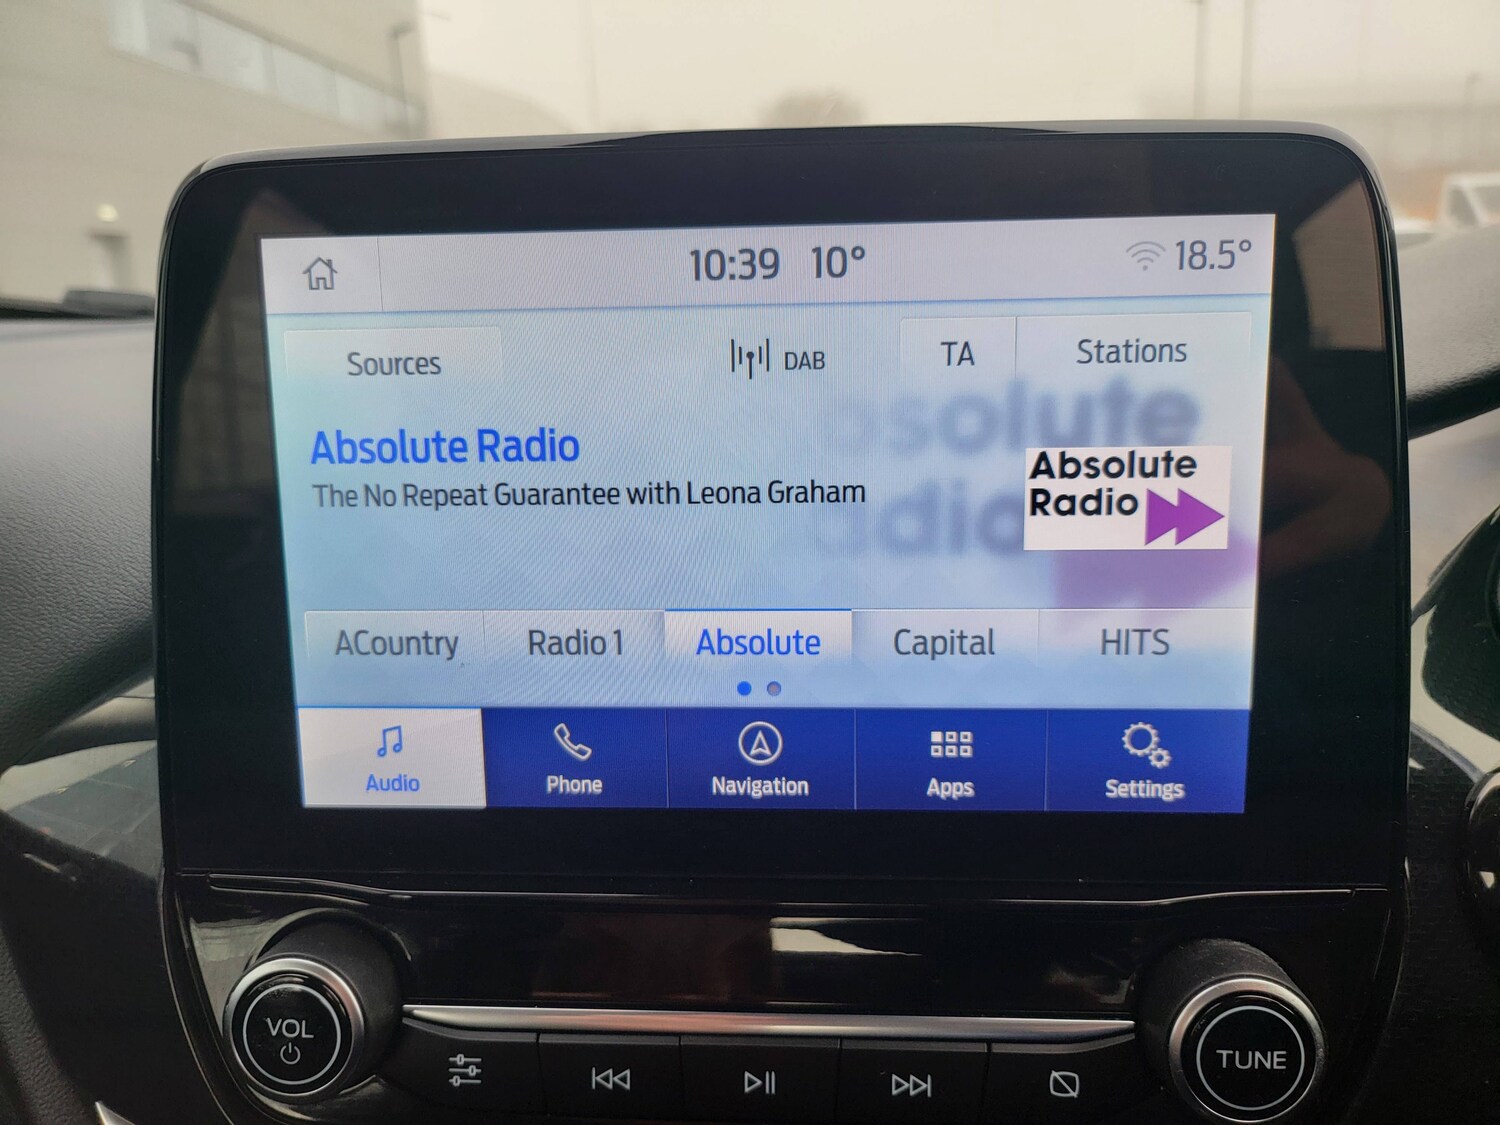 10:39 10° 18.5°
Sources DAB TA Stations
Absolute Radio
The No Repeat Guarantee with Leona Graham
Absolute
Radio
ACountry Radio 1 Absolute Capital HITS
Audio Phone Navigation Apps Settings
VOL TUNE